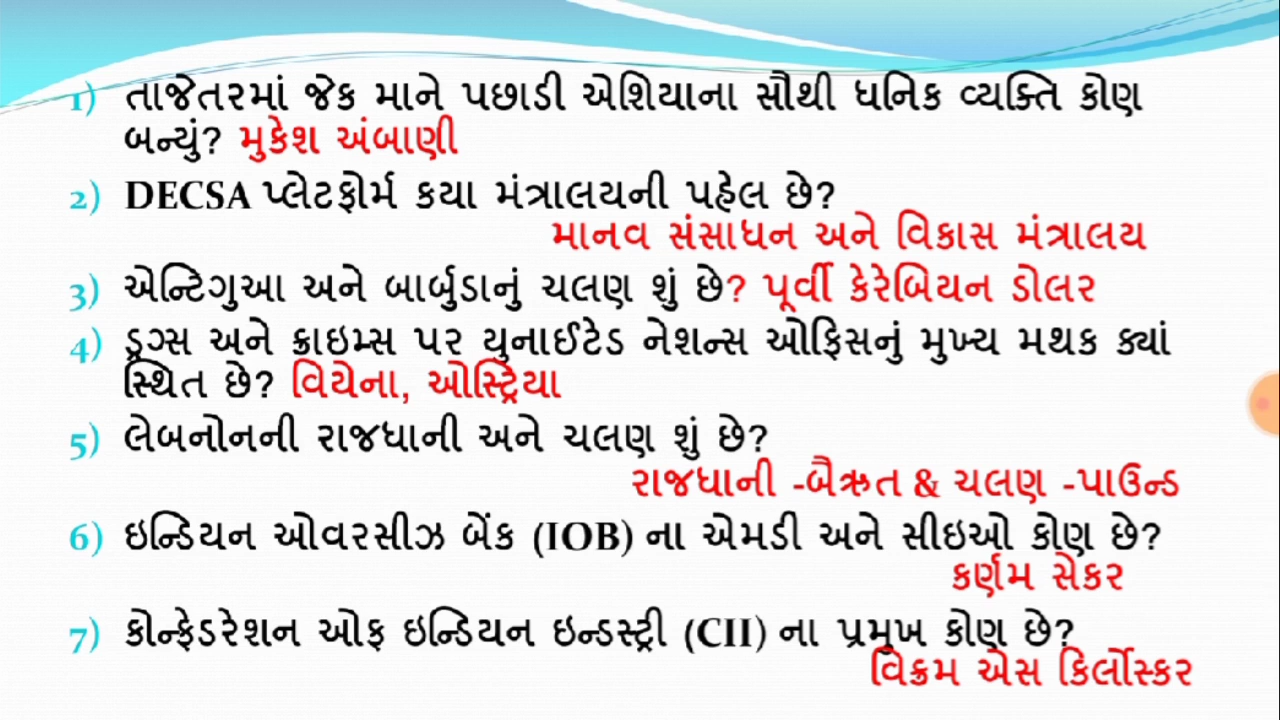 1) તાજેતરમાં જેક માને પછાડી એશિયાના સૌથી ધનિક વ્યક્તિ કોણ
બન્યું? મુકેશ અંબાણી
2) DECSA પ્લેટફોર્મ કયા મંત્રાલયની પહેલ છે?
માનવ સંસાધન અને વિકાસ મંત્રાલય
3) એન્ટિગુઆ અને બાર્બુડાનું ચલણ શું છે? પૂર્વી કેરેબિયન ડોલર
4) ડ્રગ્સ અને ક્રાઇમ્સ પર યુનાઈટેડ નેશન્સ ઓફિસનું મુખ્ય મથક ક્યાં
સ્થિત છે? વિયેના, ઓસ્ટ્રિયા
5) લેબનોનની રાજધાની અને ચલણ શું છે?
રાજધાની -બૈઋત & ચલણ -પાઉન્ડ
6) ઇન્ડિયન ઓવરસીઝ બેંક (IOB) ના એમડી અને સીઇઓ કોણ છે?
કર્ણમ સેકર
7) કોન્ફેડરેશન ઓફ ઇન્ડિયન ઇન્ડસ્ટ્રી (CII) ના પ્રમુખ કોણ છે?
વિક્રમ એસ કિર્લોસ્કર